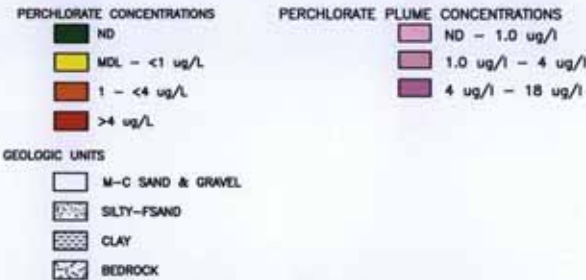 PERCHLORATE CONCENTRATIONS
ND
MDL - <1 ug/L
1 - <4 ug/L
>4 ug/L
GEOLOGIC UNITS
M-C SAND & GRAVEL
SILTY-FSAND
CLAY
BEDROCK
PERCHLORATE PLUME CONCENTRATIONS
ND - 1.0 ug/l
1.0 ug/l - 4 ug/l
4 ug/l - 18 ug/l